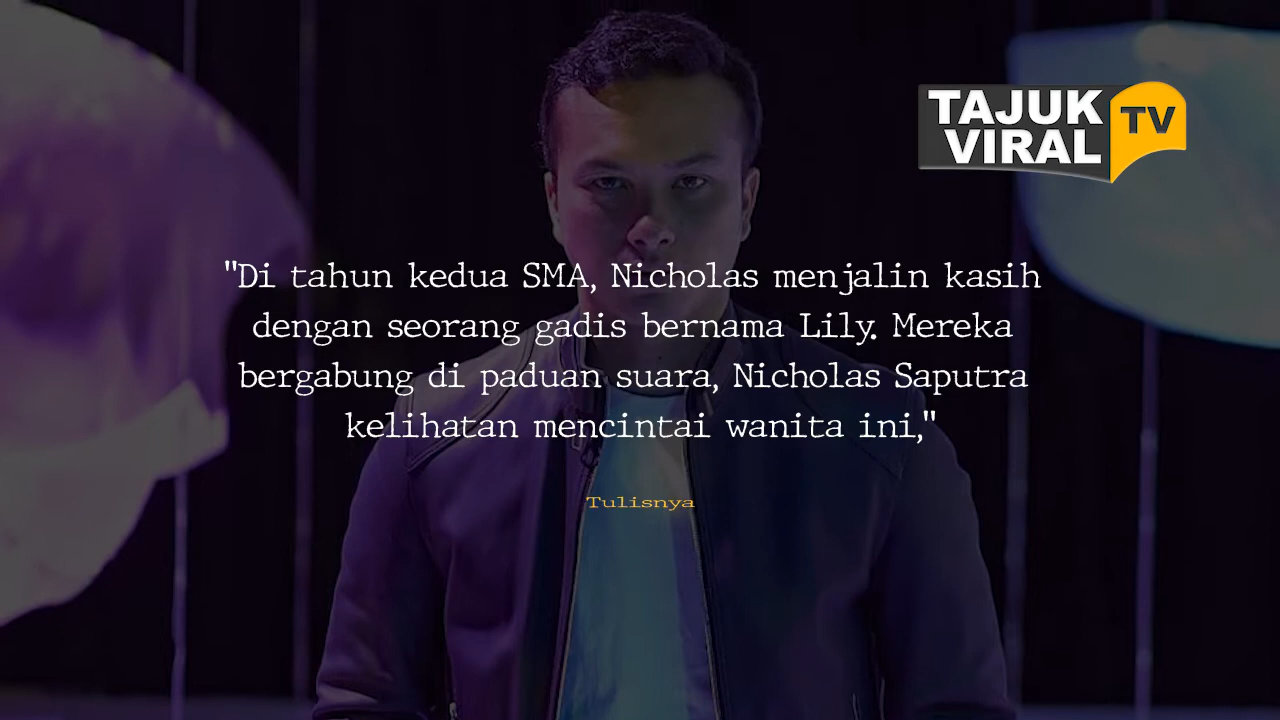 TAJUK
VIRAL
TV
"Di tahun kedua SMA, Nicholas menjalin kasih
dengan seorang gadis bernama Lily. Mereka
bergabung di paduan suara, Nicholas Saputra
kelihatan mencintai wanita ini,"
Tulisnya